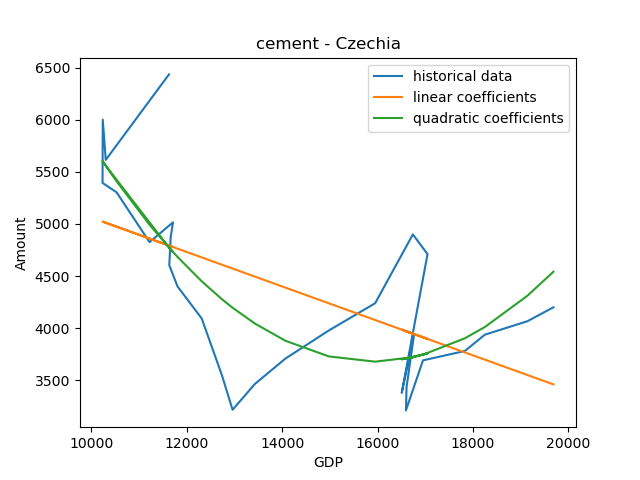 cement - Czechia
historical data
linear coefficients
quadratic coefficients
Amount
6500
6000
5500
5000
4500
4000
3500
10000 12000 14000 16000 18000 20000
GDP